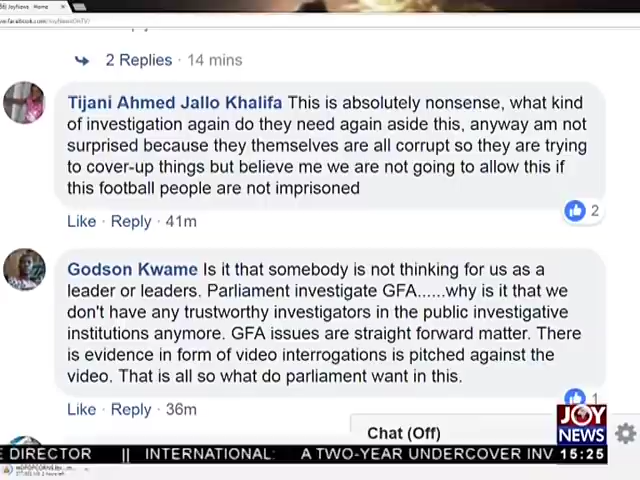 JoyNews - Home
facebook.com/JoyNewsOnTV/
2 Replies · 14 mins
Tijani Ahmed Jallo Khalifa This is absolutely nonsense, what kind
of investigation again do they need again aside this, anyway am not
surprised because they themselves are all corrupt so they are trying
to cover-up things but believe me we are not going to allow this if
this football people are not imprisoned
2
Like · Reply · 41m
Godson Kwame Is it that somebody is not thinking for us as a
leader or leaders. Parliament investigate GFA......why is it that we
don't have any trustworthy investigators in the public investigative
institutions anymore. GFA issues are straight forward matter. There
is evidence in form of video interrogations is pitched against the
video. That is all so what do parliament want in this.
1
Like · Reply · 36m
Chat (Off)
JOY
NEWS
E DIRECTOR || INTERNATIONAL: A TWO-YEAR UNDERCOVER INV
15:25